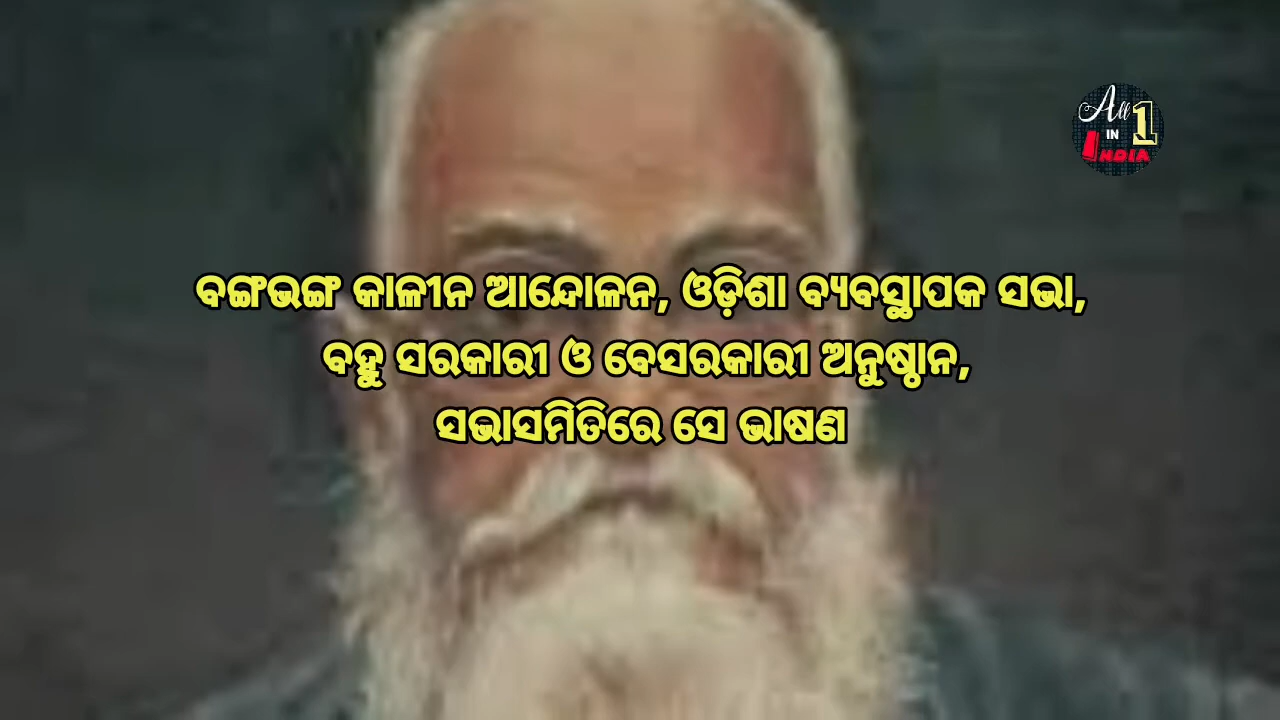 All
IN 1
INDIA
ବଙ୍ଗଭଙ୍ଗ କାଳୀନ ଆନ୍ଦୋଳନ, ଓଡ଼ିଶା ବ୍ୟବସ୍ଥାପକ ସଭା,
ବହୁ ସରକାରୀ ଓ ବେସରକାରୀ ଅନୁଷ୍ଠାନ,
ସଭାସମିତିରେ ସେ ଭାଷଣ